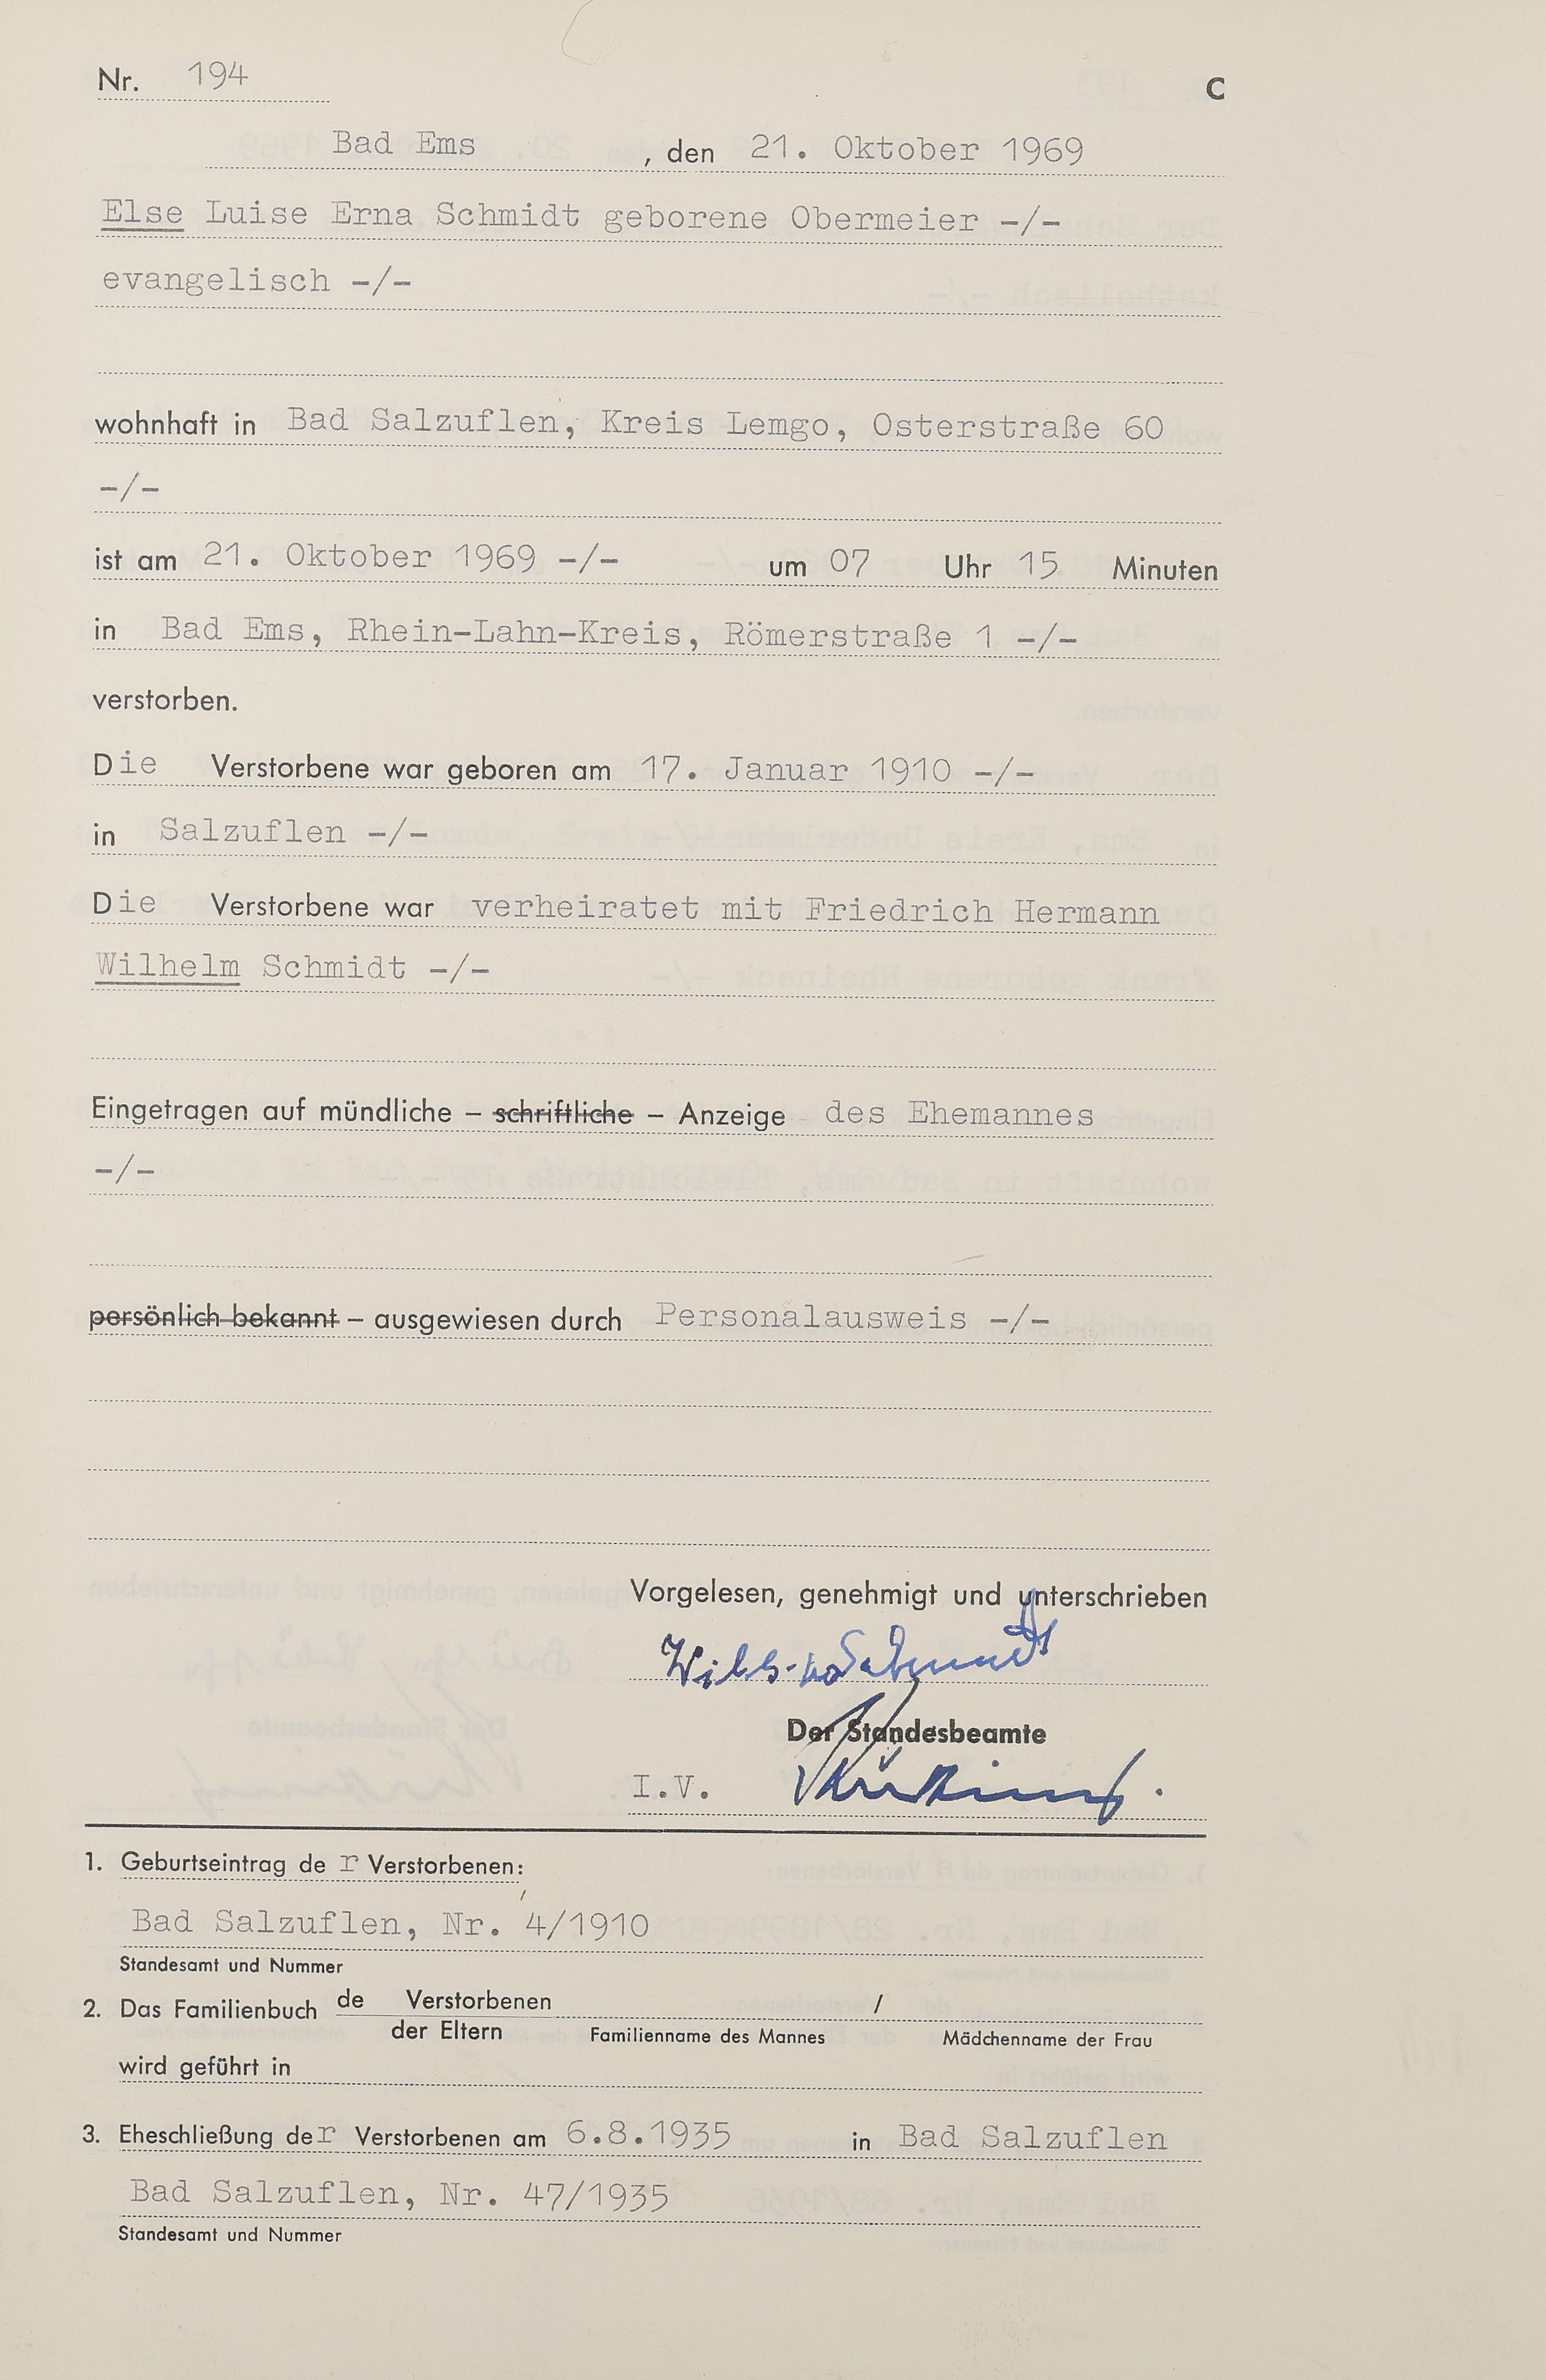 Nr. 194 C
Bad Ems , den 21. Oktober 1969
Else Luise Erna Schmidt geborene Obermeier -/-
evangelisch -/-
wohnhaft in Bad Salzuflen, Kreis Lemgo, Osterstraße 60
-/-
ist am 21. Oktober 1969 -/- um 07 Uhr 15 Minuten
in Bad Ems, Rhein-Lahn-Kreis, Römerstraße 1 -/-
verstorben.
Die Verstorbene war geboren am 17. Januar 1910 -/-
in Salzuflen -/-
Die Verstorbene war verheiratet mit Friedrich Hermann
Wilhelm Schmidt -/-
Eingetragen auf mündliche – schriftliche – Anzeige des Ehemannes
-/-
persönlich bekannt – ausgewiesen durch Personalausweis -/-
Vorgelesen, genehmigt und unterschrieben
Der Standesbeamte
I.V.
1. Geburtseintrag der Verstorbenen:
Bad Salzuflen, Nr. 4/1910
Standesamt und Nummer
2. Das Familienbuch de Verstorbenen /
der Eltern Familienname des Mannes Mädchenname der Frau
wird geführt in
3. Eheschließung der Verstorbenen am 6.8.1935 in Bad Salzuflen
Bad Salzuflen, Nr. 47/1935
Standesamt und Nummer